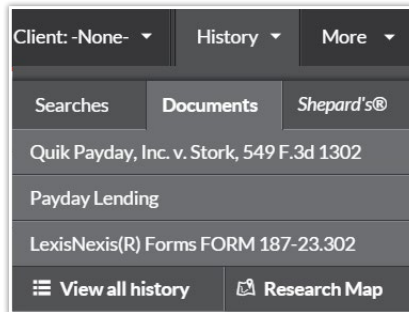 Client: -None- History More
Searches Documents Shepard's®
Quik Payday, Inc. v. Stork, 549 F.3d 1302
Payday Lending
LexisNexis(R) Forms FORM 187-23.302
View all history Research Map